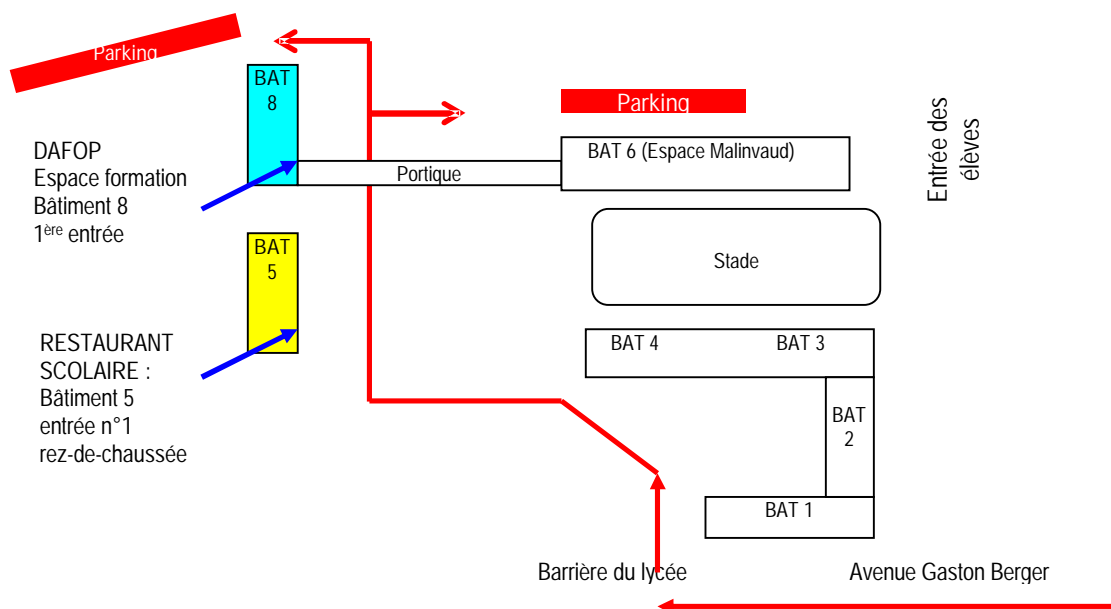 Parking
BAT
8
Parking
Entrée des
élèves
DAFOP
Espace formation
Bâtiment 8
1ère entrée
BAT 6 (Espace Malinvaud)
Portique
BAT
5
Stade
RESTAURANT
SCOLAIRE :
Bâtiment 5
entrée n°1
rez-de-chaussée
BAT 4
BAT 3
BAT
2
BAT 1
Barrière du lycée
Avenue Gaston Berger